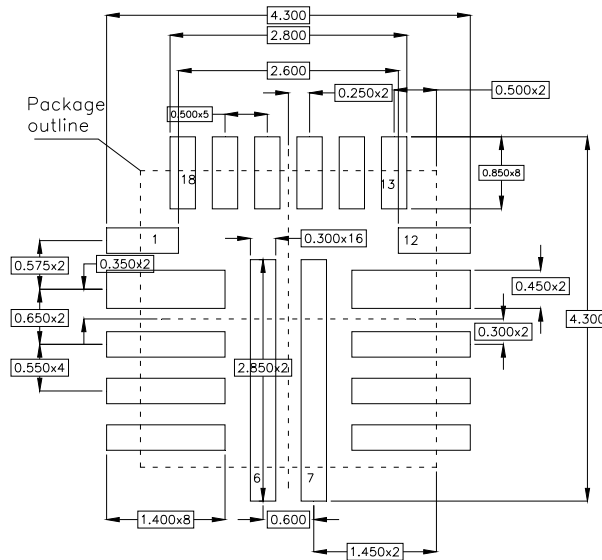 4.300
2.800
2.600
0.250x2
0.500x2
0.500x5
Package
outline
18
13
0.850x8
1
0.300x16
12
0.575x2
0.350x2
0.450x2
0.650x2
4.300
0.300x2
0.550x4
2.850x2
6
7
1.400x8
0.600
1.450x2